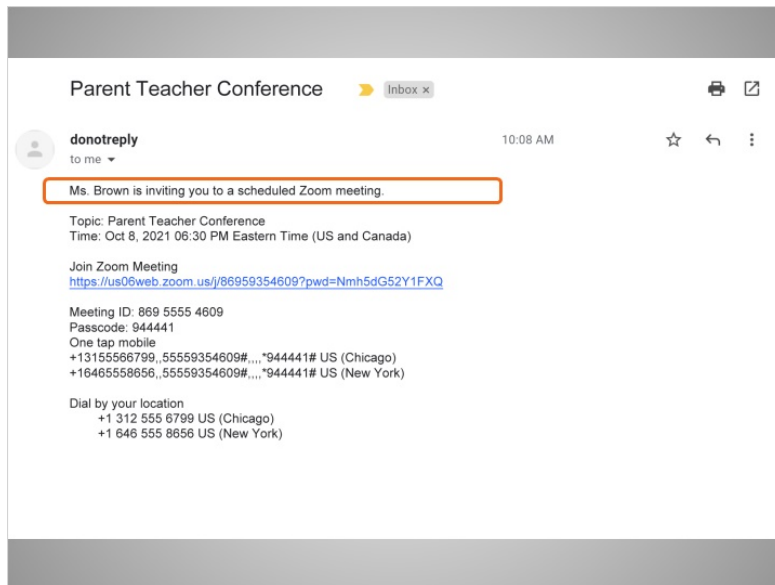 Parent Teacher Conference Inbox ×
donotreply 10:08 AM
to me
Ms. Brown is inviting you to a scheduled Zoom meeting.
Topic: Parent Teacher Conference
Time: Oct 8, 2021 06:30 PM Eastern Time (US and Canada)
Join Zoom Meeting
https://us06web.zoom.us/j/86959354609?pwd=Nmh5dG52Y1FXQ
Meeting ID: 869 5555 4609
Passcode: 944441
One tap mobile
+13155566799,,55559354609#,,,,*944441# US (Chicago)
+16465558656,,55559354609#,,,,*944441# US (New York)
Dial by your location
+1 312 555 6799 US (Chicago)
+1 646 555 8656 US (New York)